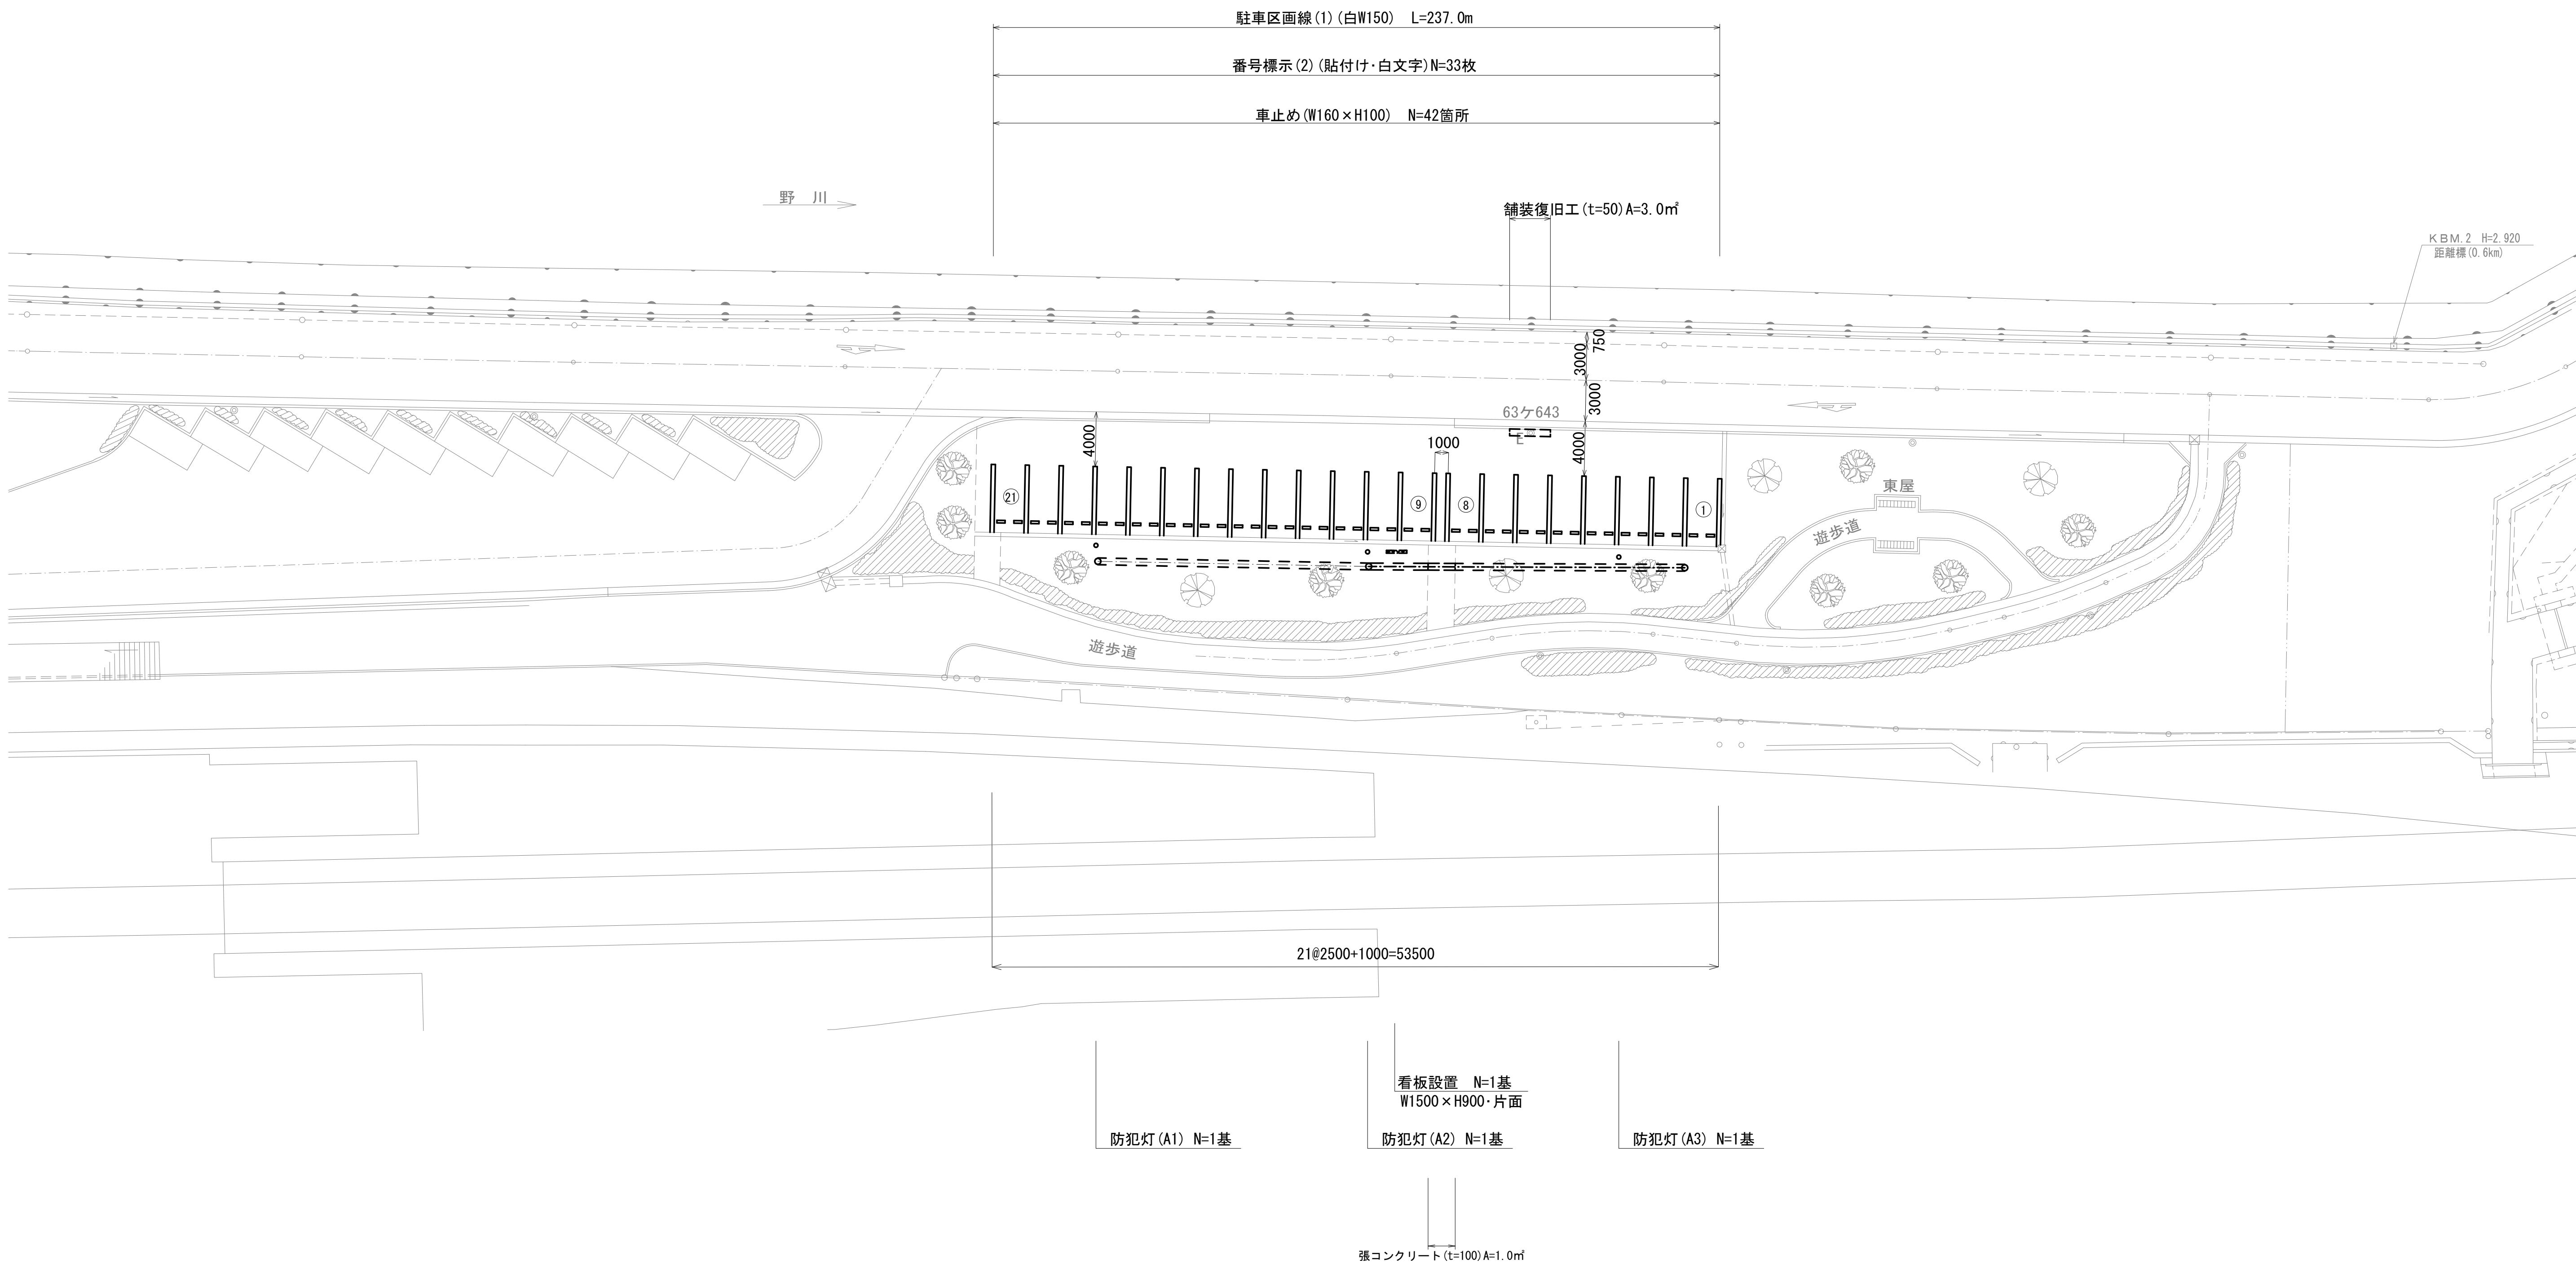 駐車区画線(1)(白W150)　L=237.0m
番号標示(2)(貼付け・白文字)N=33枚
車止め(W160×H100)　N=42箇所
野　川
舗装復旧工(t=50)A=3.0㎡
KBM.2　H=2.920
距離標(0.6km)
750
3000
3000
63ケ643
4000
1000
4000
㉑
⑨
⑧
①
東屋
遊歩道
遊歩道
21@2500+1000=53500
看板設置　N=1基
W1500×H900・片面
防犯灯(A1) N=1基
防犯灯(A2) N=1基
防犯灯(A3) N=1基
張コンクリート(t=100)A=1.0㎡